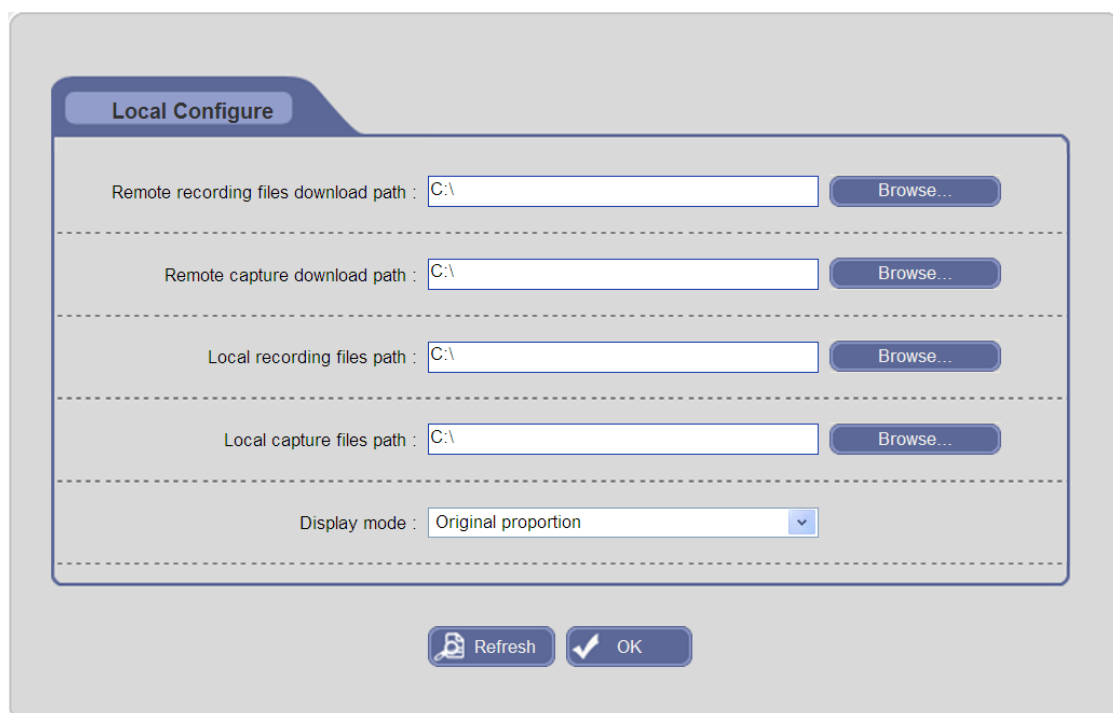 Local Configure
Remote recording files download path : C:\ Browse...
Remote capture download path : C:\ Browse...
Local recording files path : C:\ Browse...
Local capture files path : C:\ Browse...
Display mode : Original proportion
Refresh OK